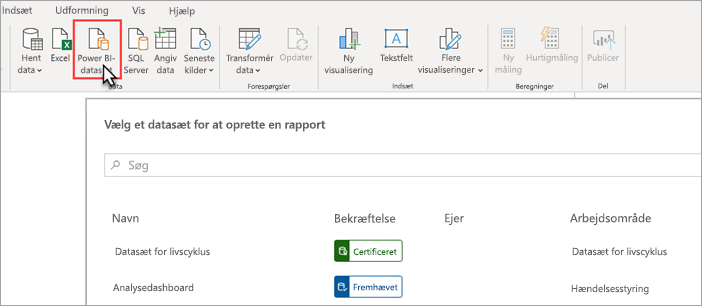 Indsæt Udformning Vis Hjælp
Hent data Excel Power BI-datasæt SQL Server Angiv data Seneste kilder Transformér data Opdater Ny visualisering Tekstfelt Flere visualiseringer Ny måling Hurtigmåling Publicer
Data Forespørgsler Indsæt Beregninger Del
Vælg et datasæt for at oprette en rapport
Søg
Navn Bekræftelse Ejer Arbejdsområde
Datasæt for livscyklus Certificeret Datasæt for livscyklus
Analysedashboard Fremhævet Hændelsesstyring